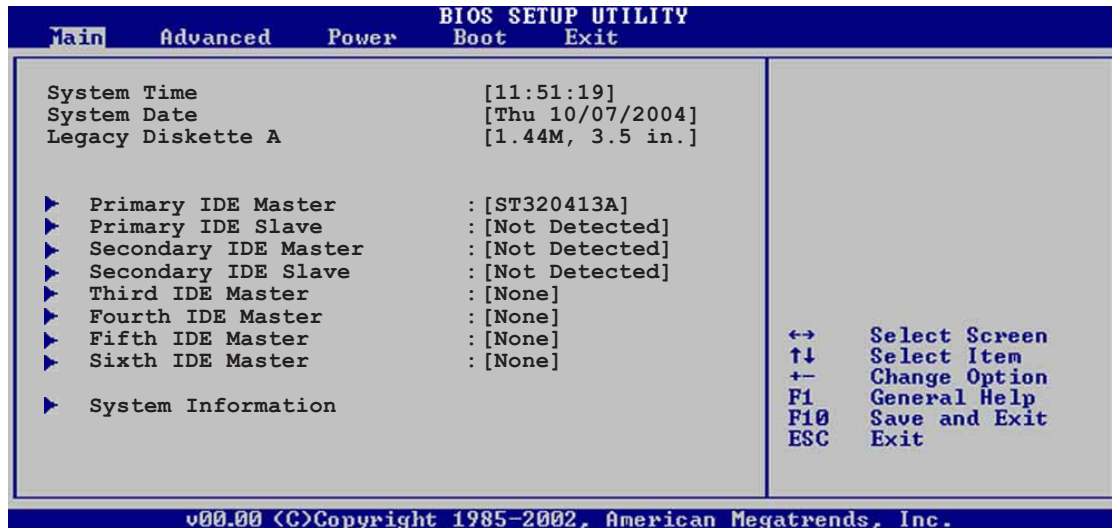 BIOS SETUP UTILITY
Main Advanced Power Boot Exit
System Time [11:51:19]
System Date [Thu 10/07/2004]
Legacy Diskette A [1.44M, 3.5 in.]
Primary IDE Master :[ST320413A]
Primary IDE Slave :[Not Detected]
Secondary IDE Master :[Not Detected]
Secondary IDE Slave :[Not Detected]
Third IDE Master :[None]
Fourth IDE Master :[None]
Fifth IDE Master :[None]
Sixth IDE Master :[None]
System Information
←→ Select Screen
↑↓ Select Item
+- Change Option
F1 General Help
F10 Save and Exit
ESC Exit
v00.00 (C)Copyright 1985-2002, American Megatrends, Inc.